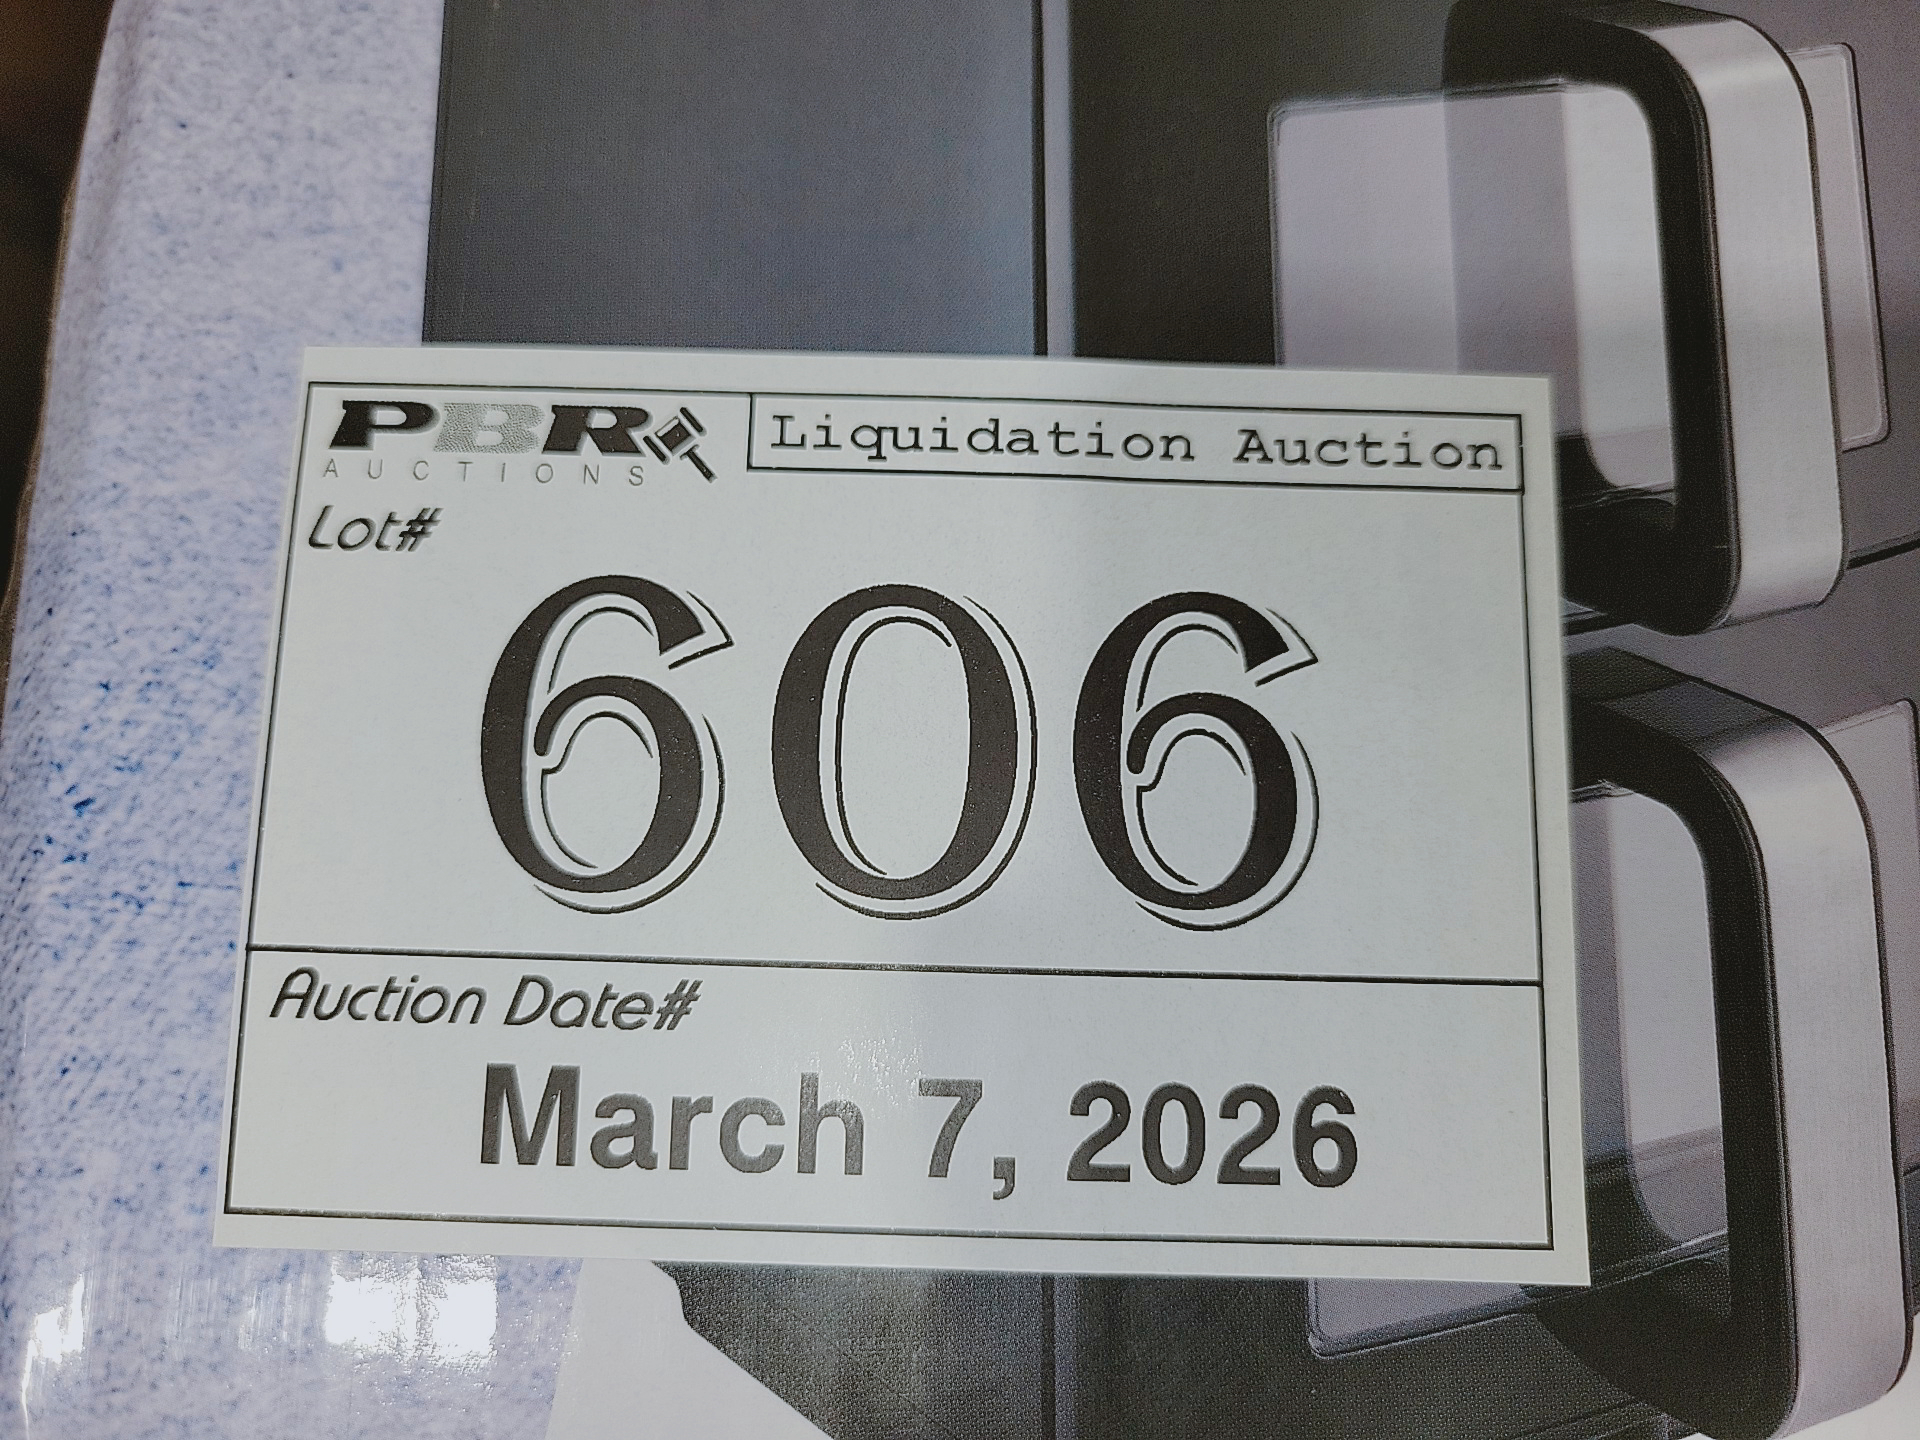 PBR
AUCTIONS
Liquidation Auction
Lot#
606
Auction Date#
March 7, 2026